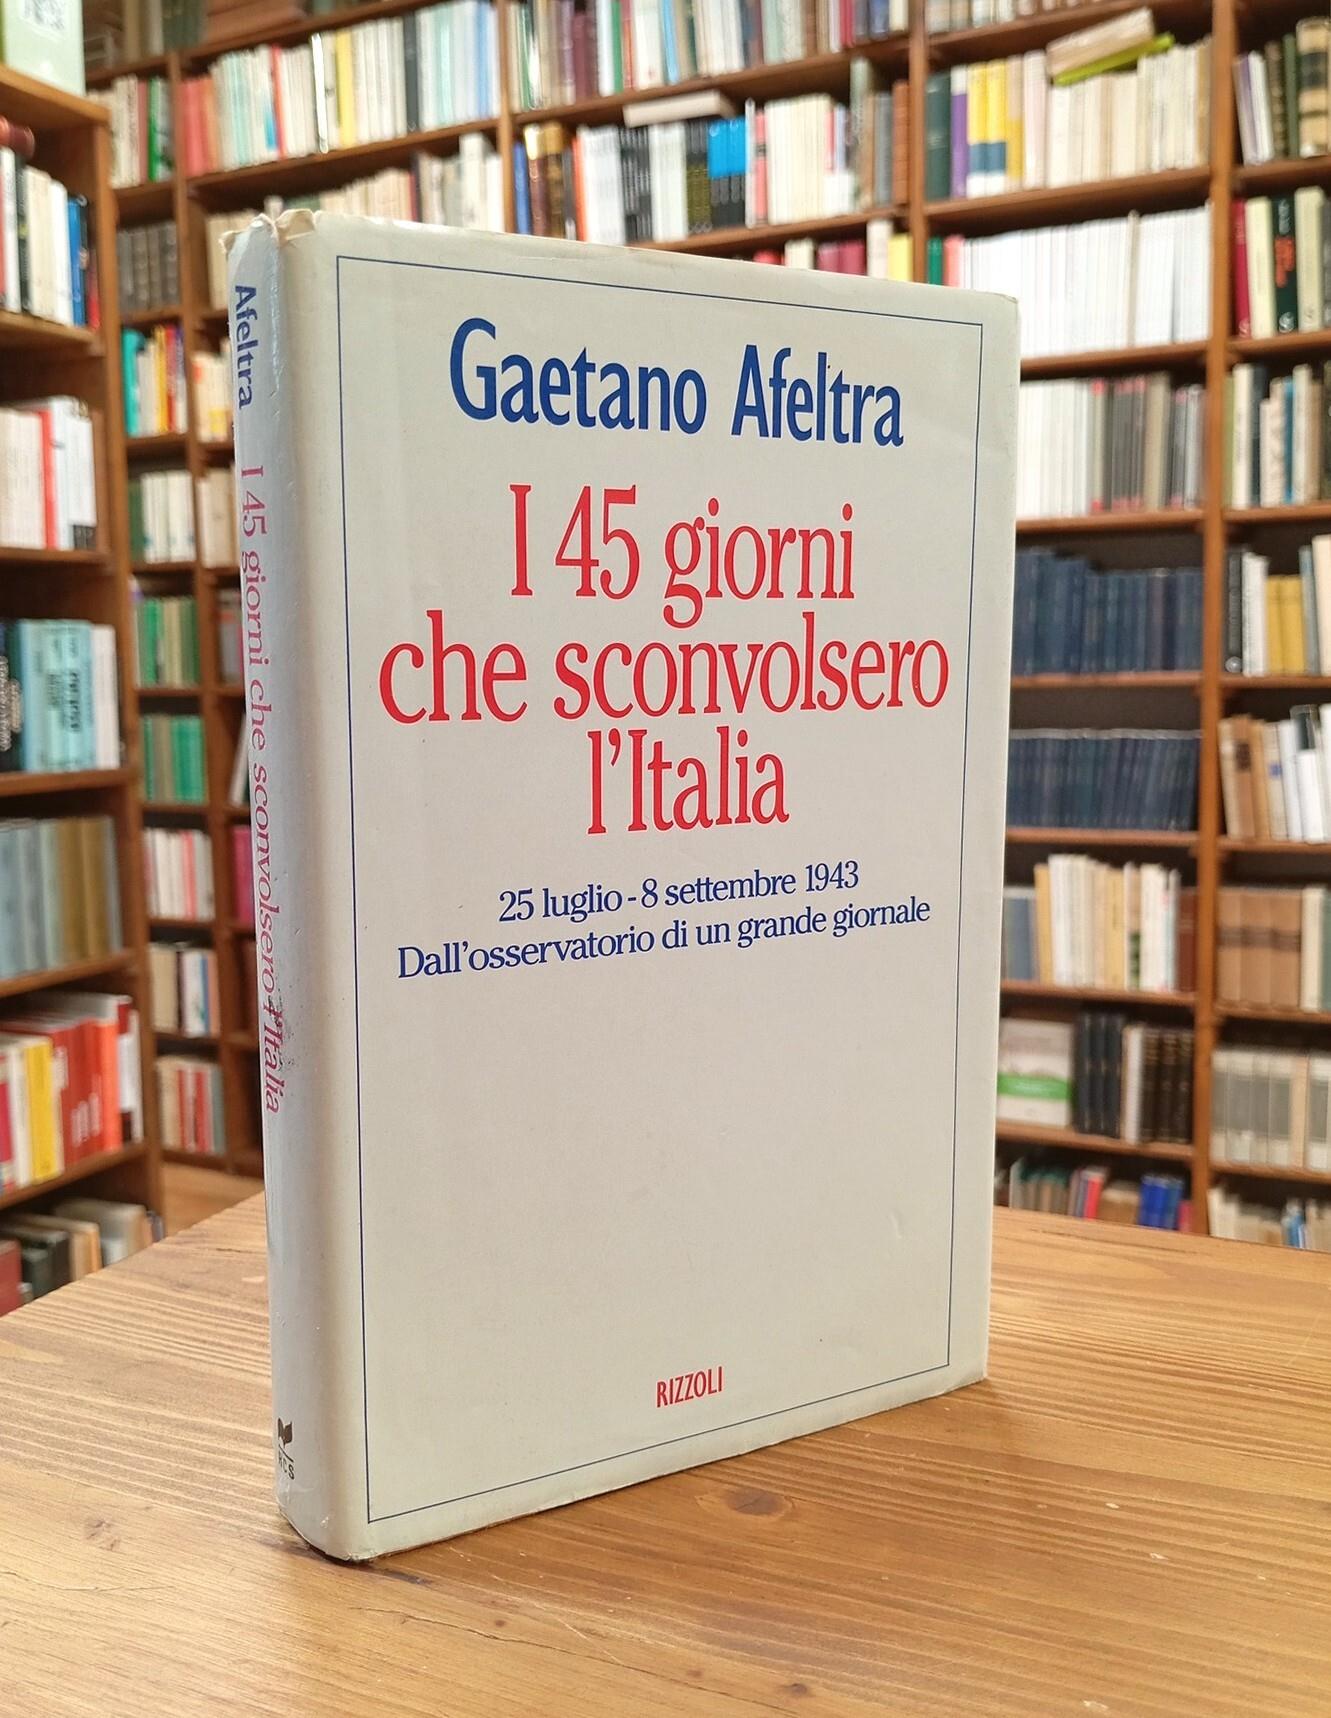 Gaetano Afeltra
I 45 giorni
che sconvolsero
l'Italia
25 luglio - 8 settembre 1943
Dall'osservatorio di un grande giornale
RIZZOLI
Afeltra
I 45 giorni che sconvolsero l'Italia
RCS